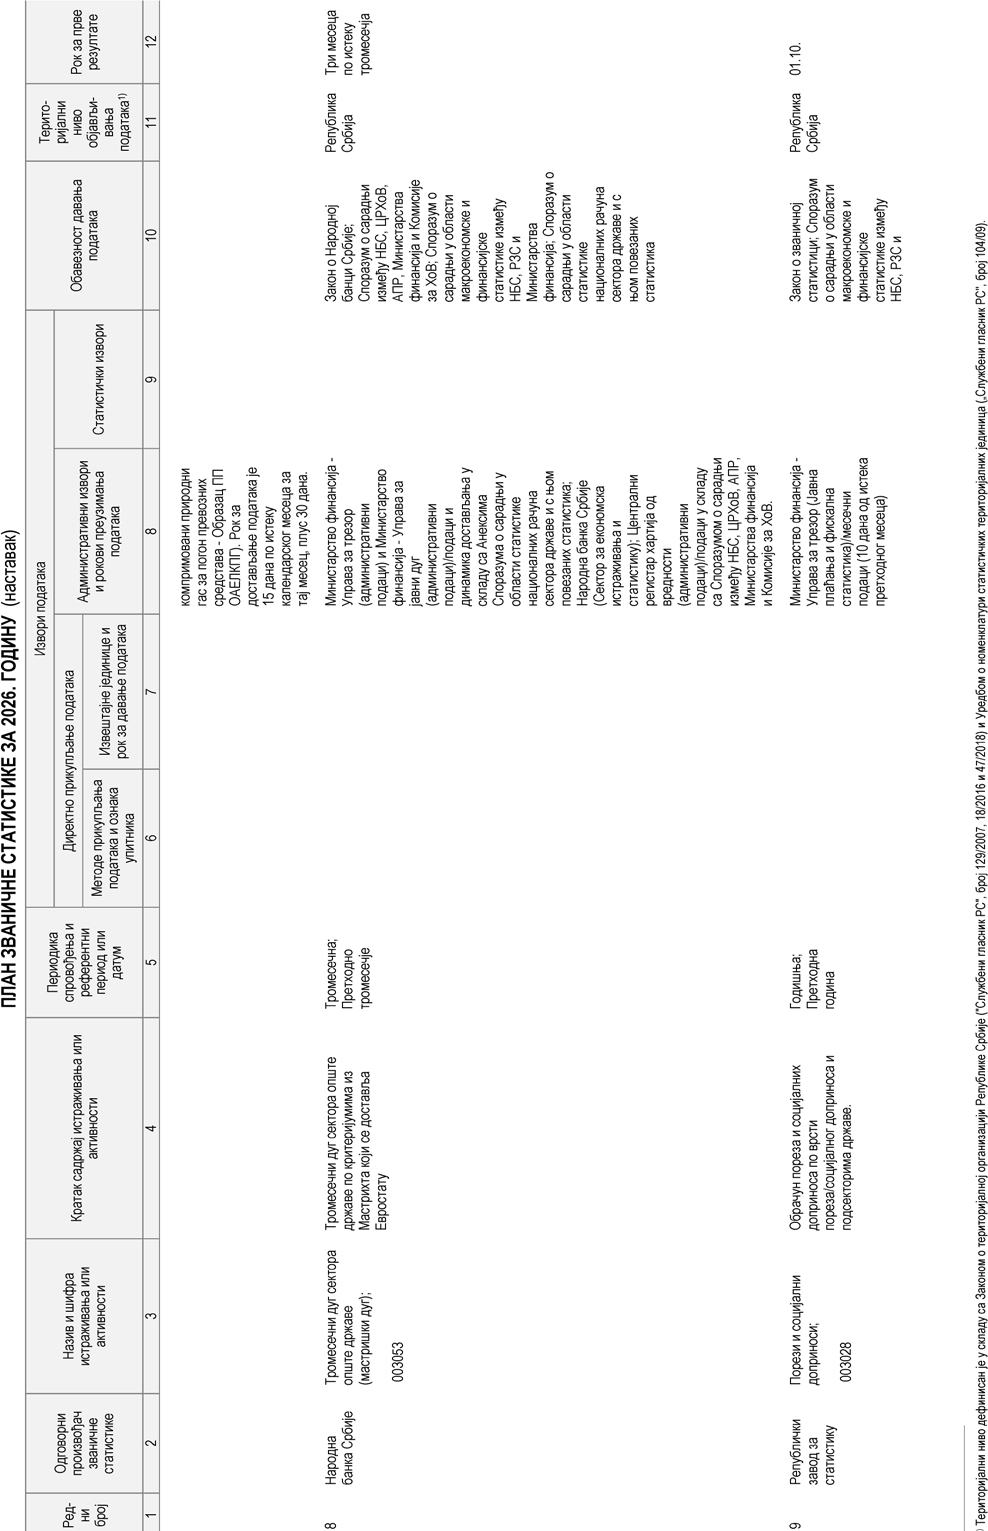 ПЛАН ЗВАНИЧНЕ СТАТИСТИКЕ ЗА 2026. ГОДИНУ (наставак)
Ред-
ни
број
Одговорни
произвођач
званичне
статистике
Назив и шифра
истраживања или
активности
Кратак садржај истраживања или
активности
Периодика
спровођења и
референтни
период или
датум
Извори података
Директно прикупљање података
Методе прикупљања
података и ознака
упитника
Извештајне јединице и
рок за давање података
Административни извори
и рокови преузимања
података
Статистички извори
Обавезност давања
података
Терито-
ријални
ниво
објављи-
вања
података¹⁾
Рок за прве
резултате
1
2
3
4
5
6
7
8
9
10
11
12
компримовани природни
гас за погон превозних
средстава - Образац ПП
ОАЕЛКПГ). Рок за
достављање података је
15 дана по истеку
календарског месеца за
тај месец, плус 30 дана.
8
Народна
банка Србије
Тромесечни дуг сектора
опште државе
(мастришки дуг);
003053
Тромесечни дуг сектора опште
државе по критеријумима из
Мастрихта који се доставља
Евростату
Тромесечна;
Претходно
тромесечје
Министарство финансија -
Управа за трезор
(административни
подаци) и Министарство
финансија - Управа за
јавни дуг
(административни
подаци)/подаци и
динамика достављања у
складу са Анексима
Споразума о сарадњи у
области статистике
националних рачуна
сектора државе и с њом
повезаних статистика;
Народна банка Србије
(Сектор за економска
истраживања и
статистику); Централни
регистар хартија од
вредности
(административни
подаци)/подаци у складу
са Споразумом о сарадњи
између НБС, ЦРХоВ, АПР,
Министарства финансија
и Комисије за ХоВ.
Закон о Народној
банци Србије;
Споразум о сарадњи
између НБС, ЦРХоВ,
АПР, Министарства
финансија и Комисије
за ХоВ; Споразум о
сарадњи у области
макроекономске и
финансијске
статистике између
НБС, РЗС и
Министарства
финансија; Споразум о
сарадњи у области
статистике
националних рачуна
сектора државе и с
њом повезаних
статистика
Република
Србија
Три месеца
по истеку
тромесечја
9
Републички
завод за
статистику
Порези и социјални
доприноси;
003028
Обрачун пореза и социјалних
доприноса по врсти
пореза/социјалног доприноса и
подсекторима државе.
Годишња;
Претходна
година
Министарство финансија -
Управа за трезор (Јавна
плаћања и фискална
статистика)/месечни
подаци (10 дана од истека
претходног месеца)
Закон о званичној
статистици; Споразум
о сарадњи у области
макроекономске и
финансијске
статистике између
НБС, РЗС и
Република
Србија
01.10.
⁾ Територијални ниво дефинисан је у складу са Законом о територијалној организацији Републике Србије ("Службени гласник РС", број 129/2007, 18/2016 и 47/2018) и Уредбом о номенклатури статистичких територијалних јединица („Службени гласник РС", број 104/09).